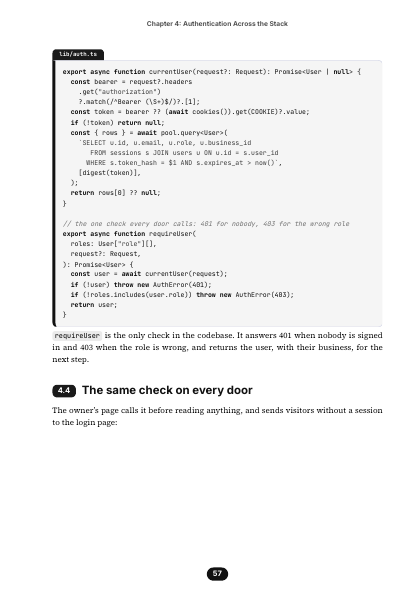 Chapter 4: Authentication Across the Stack
lib/auth.ts
export async function currentUser(request?: Request): Promise<User | null> {
  const bearer = request?.headers
    .get("authorization")
    ?.match(/^Bearer (\S+)$/)?.[1];
  const token = bearer ?? (await cookies()).get(COOKIE)?.value;
  if (!token) return null;
  const { rows } = await pool.query<User>(
    `SELECT u.id, u.email, u.role, u.business_id
       FROM sessions s JOIN users u ON u.id = s.user_id
      WHERE s.token_hash = $1 AND s.expires_at > now()`,
    [digest(token)],
  );
  return rows[0] ?? null;
}
// the one check every door calls: 401 for nobody, 403 for the wrong role
export async function requireUser(
  roles: User["role"][],
  request?: Request,
): Promise<User> {
  const user = await currentUser(request);
  if (!user) throw new AuthError(401);
  if (!roles.includes(user.role)) throw new AuthError(403);
  return user;
}
requireUser is the only check in the codebase. It answers 401 when nobody is signed
in and 403 when the role is wrong, and returns the user, with their business, for the
next step.
4.4 The same check on every door
The owner's page calls it before reading anything, and sends visitors without a session
to the login page:
57